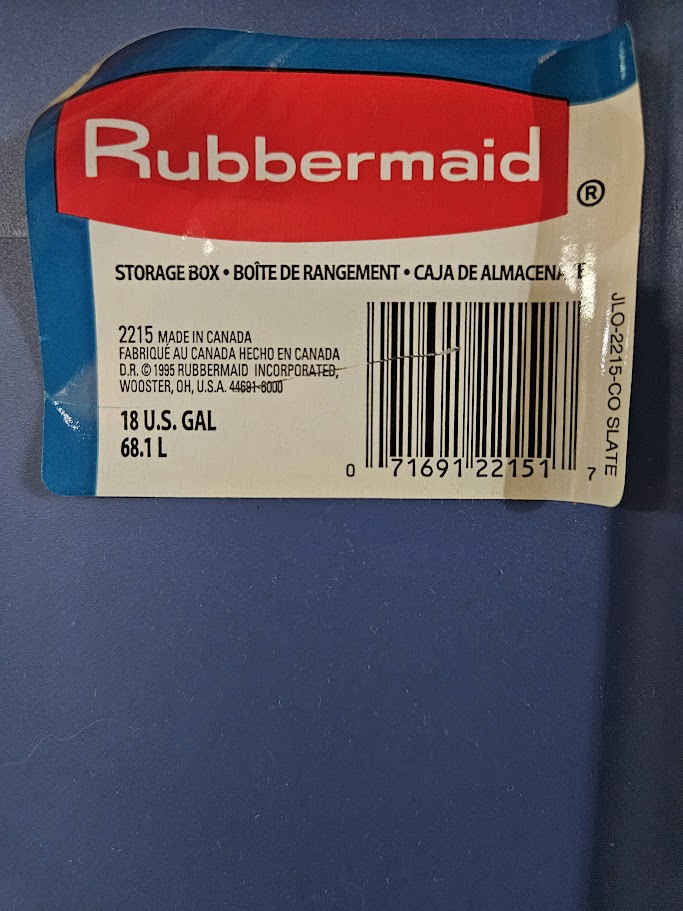 Rubbermaid ®
STORAGE BOX • BOÎTE DE RANGEMENT • CAJA DE
2215 MADE IN CANADA
FABRIQUÉ AU CANADA HECHO EN CANADA
D.R. © 1995 RUBBERMAID INCORPORATED,
WOOSTER, OH, U.S.A. 44691-6000
18 U.S. GAL
68.1 L
0 71691 22151 7
JLO-2215-CO SLATE